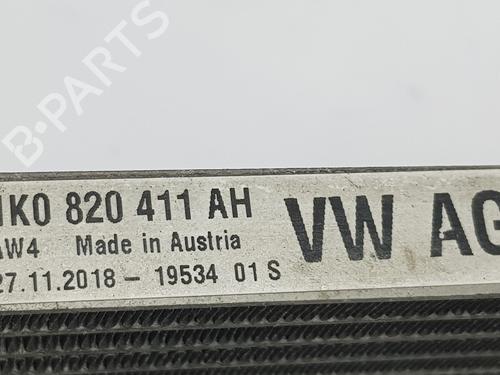 1K0 820 411 AH VW AG
AW4 Made in Austria
27.11.2018- 19534 01 S
B-PARTS